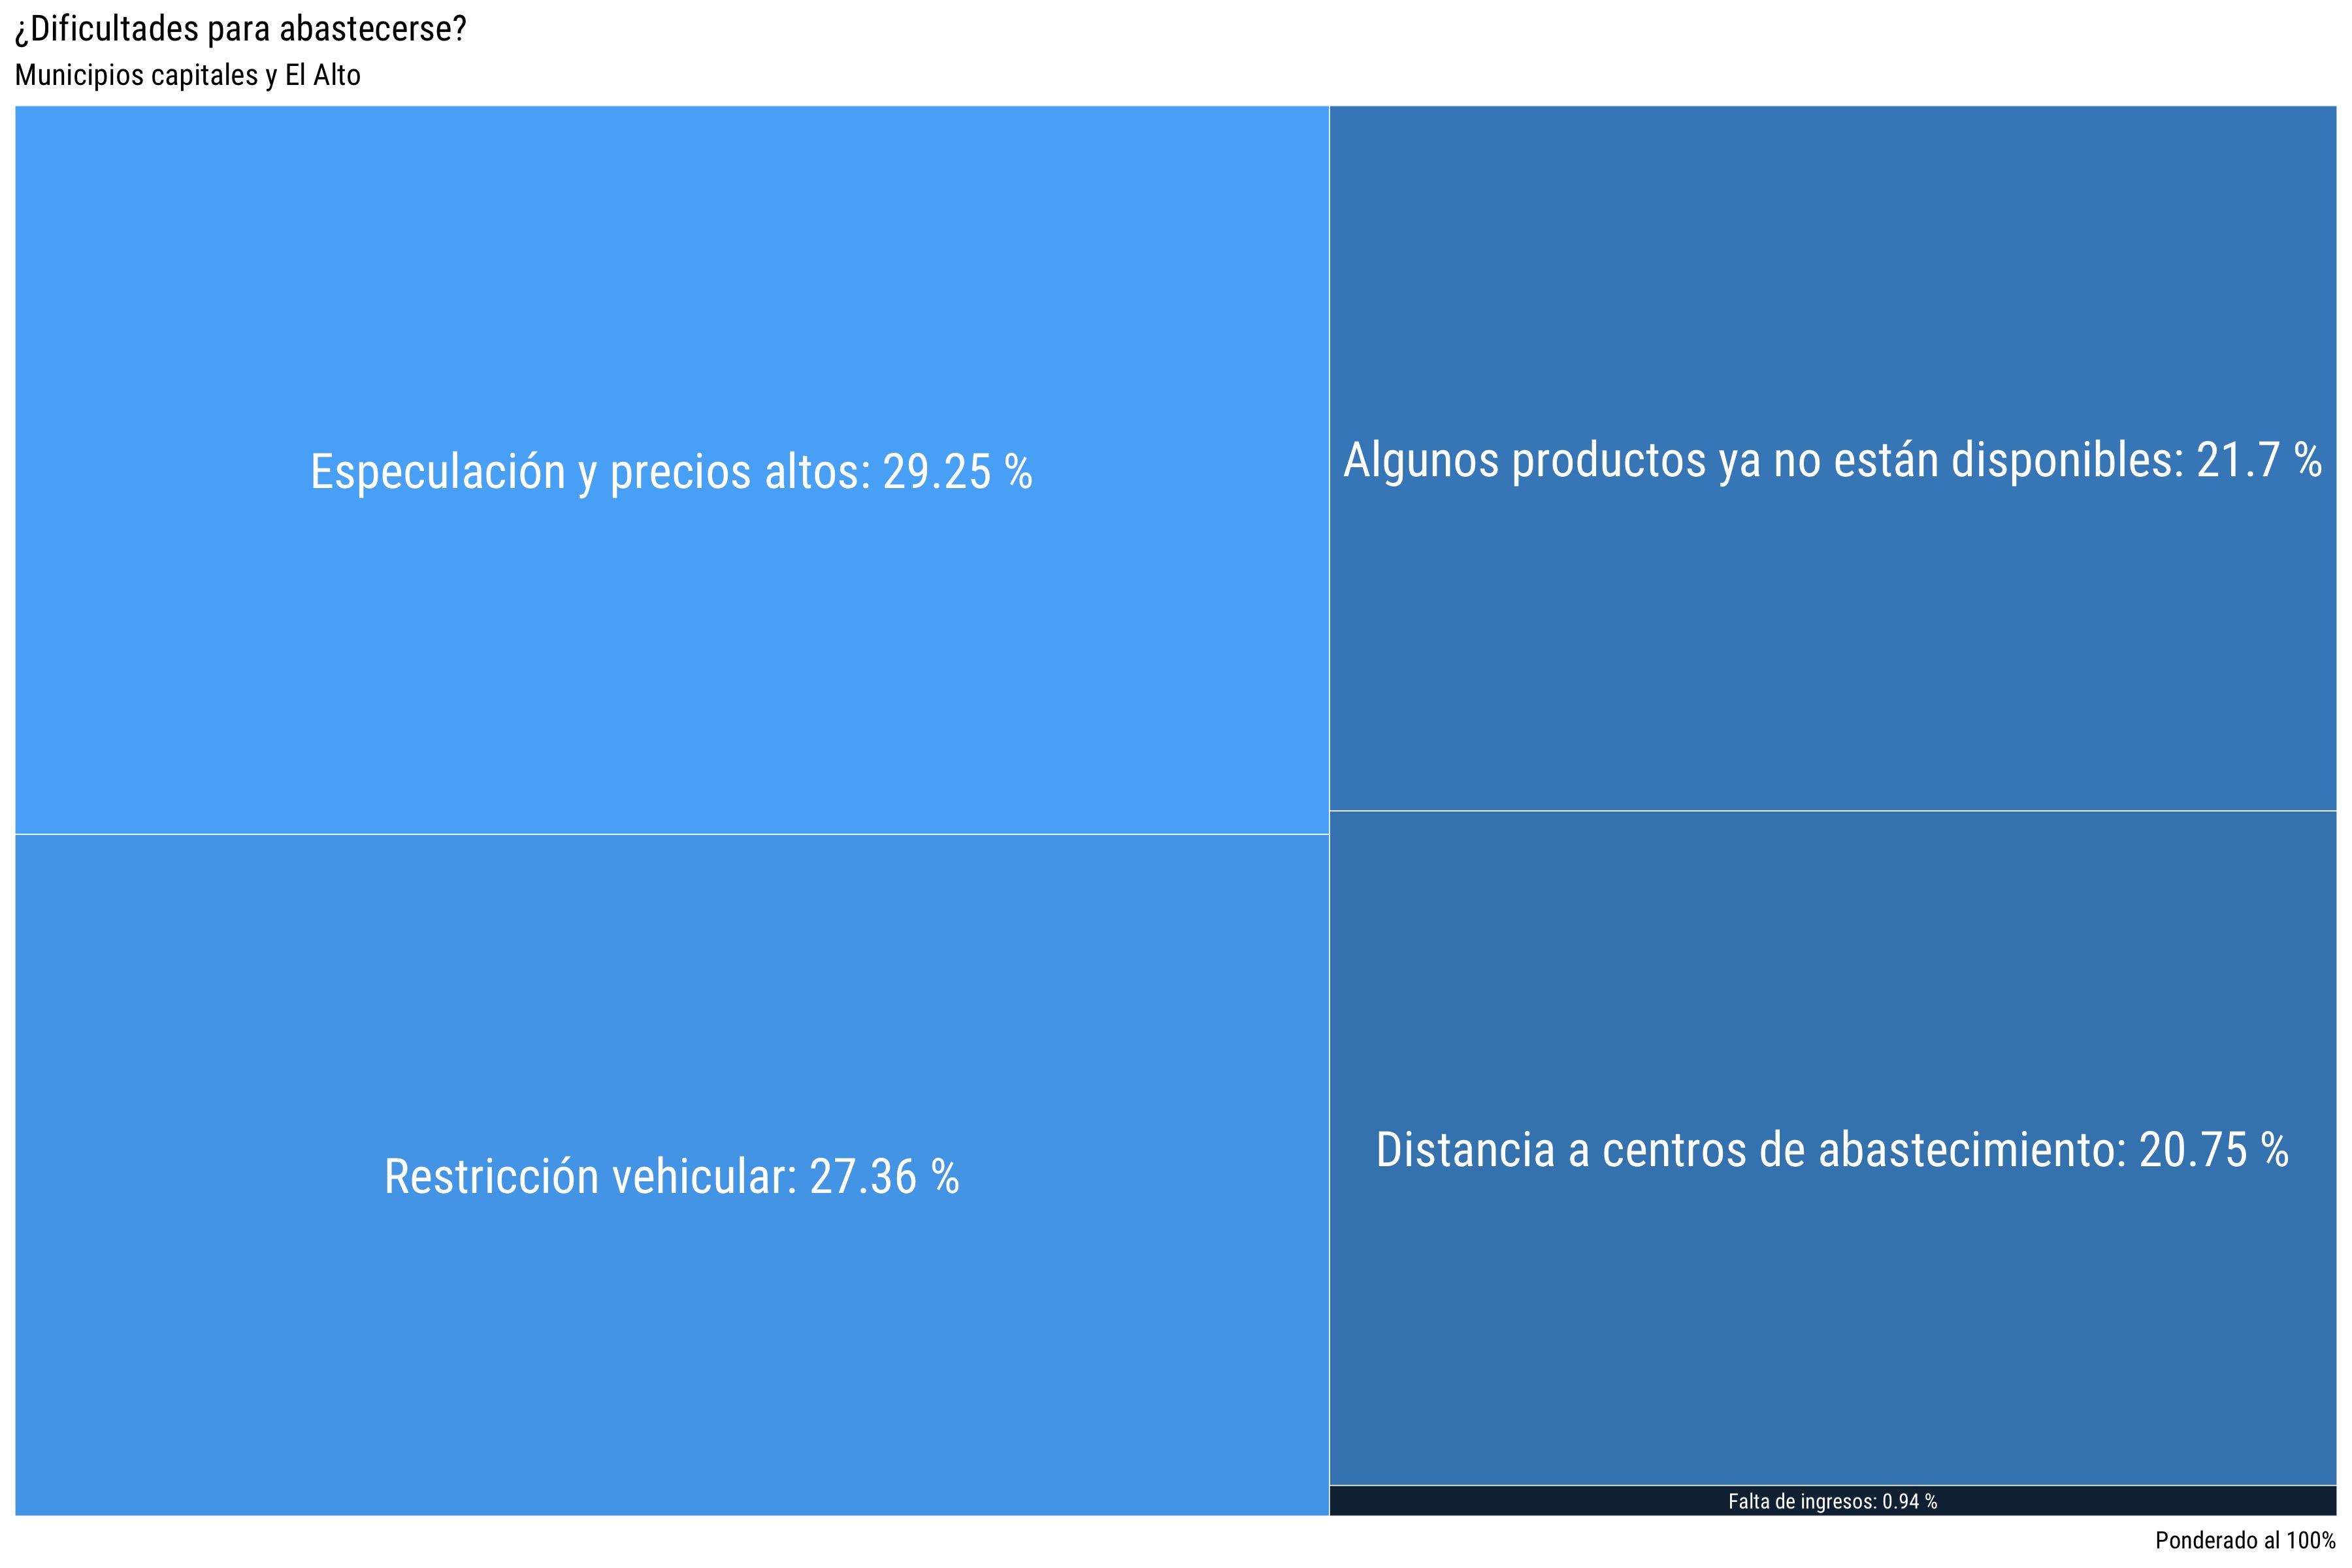 ¿Dificultades para abastecerse?
Municipios capitales y El Alto
Especulación y precios altos: 29.25 %
Algunos productos ya no están disponibles: 21.7 %
Restricción vehicular: 27.36 %
Distancia a centros de abastecimiento: 20.75 %
Falta de ingresos: 0.94 %
Ponderado al 100%